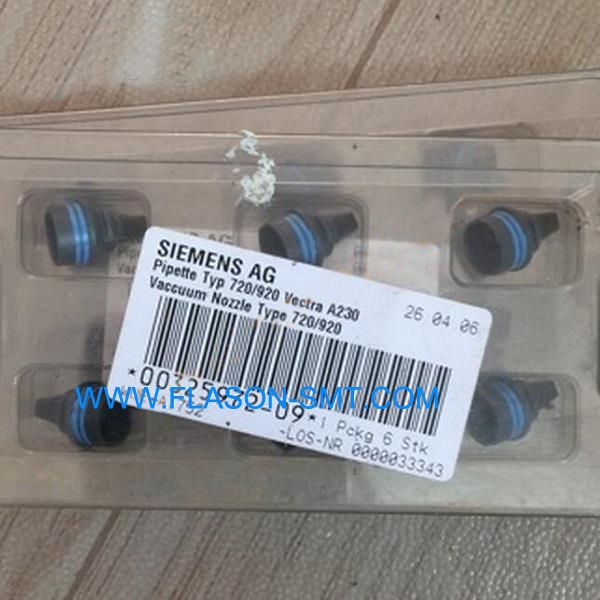 SIEMENS AG
Pipette Typ 720/920 Vectra A230
Vaccuum Nozzle Type 720/920
26 04 06
WWW.FLASON-SMT.COM
1 Pckg 6 Stk
-LOS-NR 0000033343